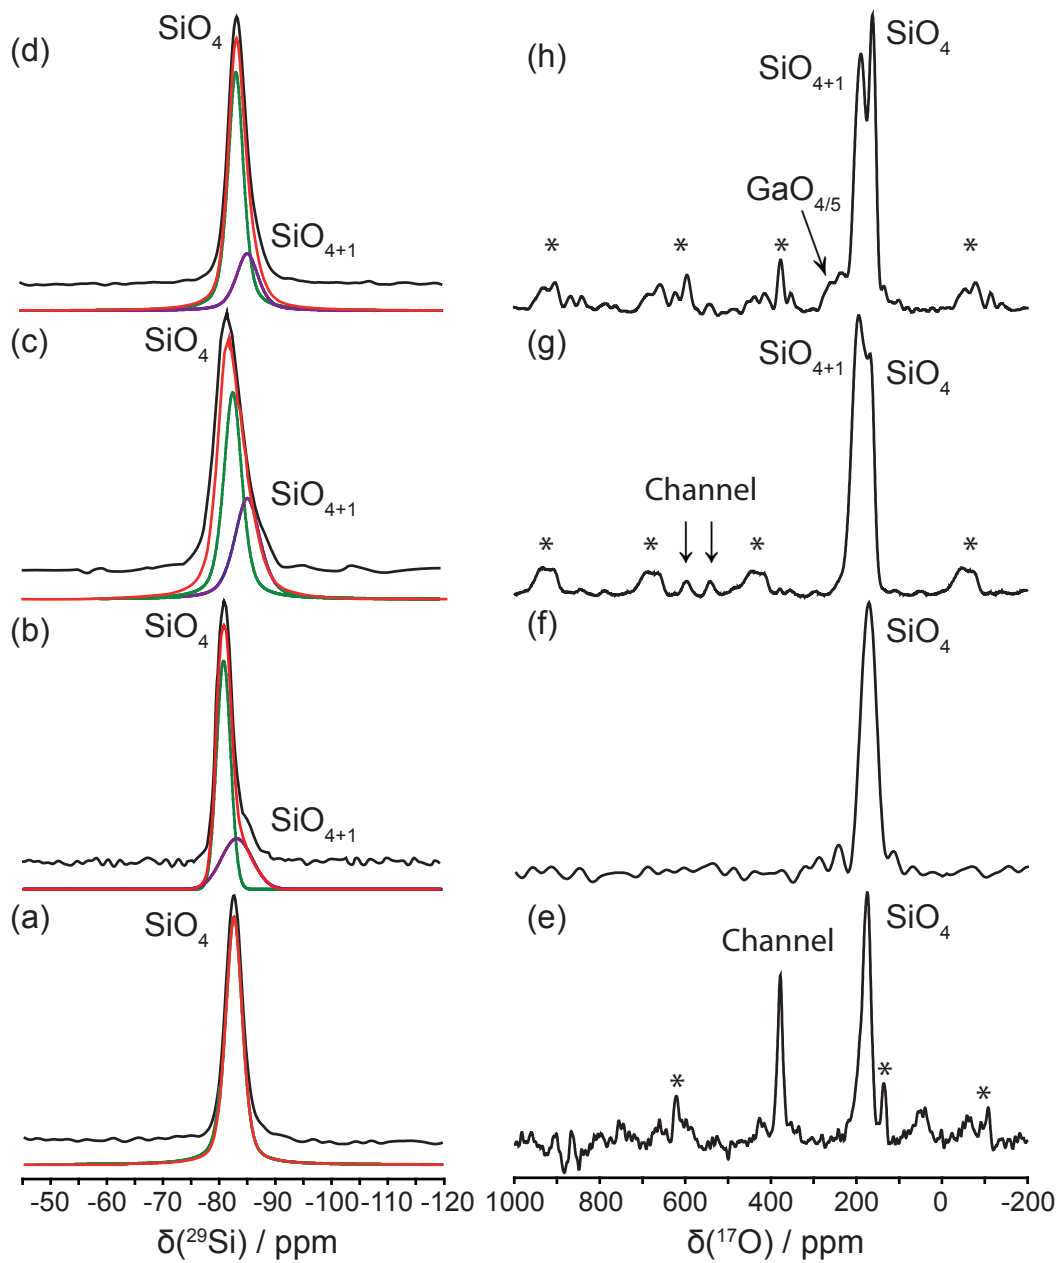 (d)
SiO4
SiO4+1
(c)
SiO4
SiO4+1
(b)
SiO4
SiO4+1
(a)
SiO4
-50 -60 -70 -80 -90 -100 -110 -120
δ(29Si) / ppm
(h)
SiO4
SiO4+1
GaO4/5
* * * *
(g)
SiO4+1
SiO4
Channel
* * * *
(f)
SiO4
(e)
SiO4
Channel
* * *
1000 800 600 400 200 0 -200
δ(17O) / ppm